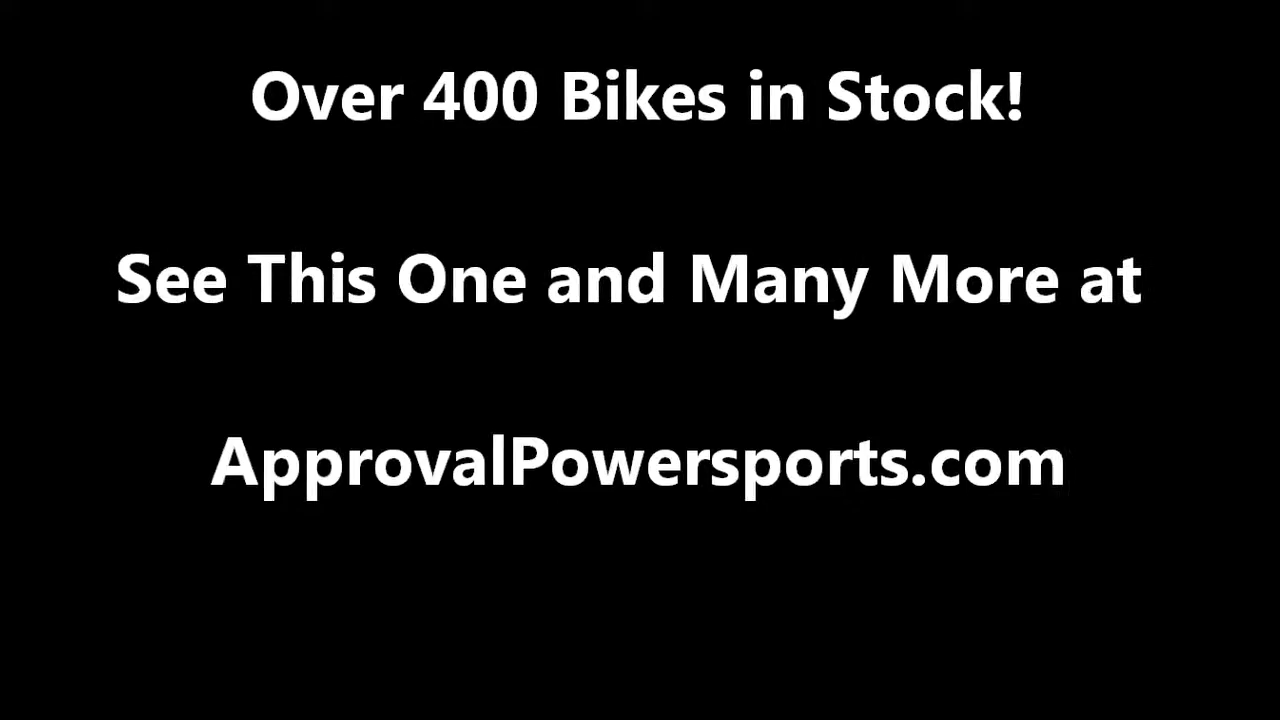 Over 400 Bikes in Stock!
See This One and Many More at
ApprovalPowersports.com